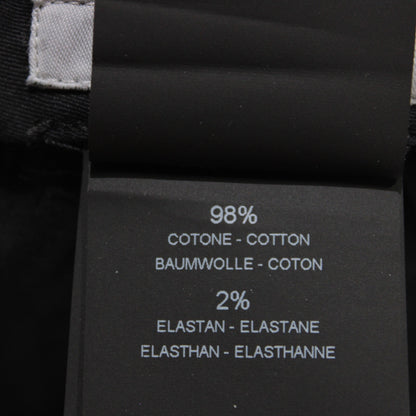 98%
COTONE - COTTON
BAUMWOLLE - COTON
2%
ELASTAN - ELASTANE
ELASTHAN - ELASTHANNE